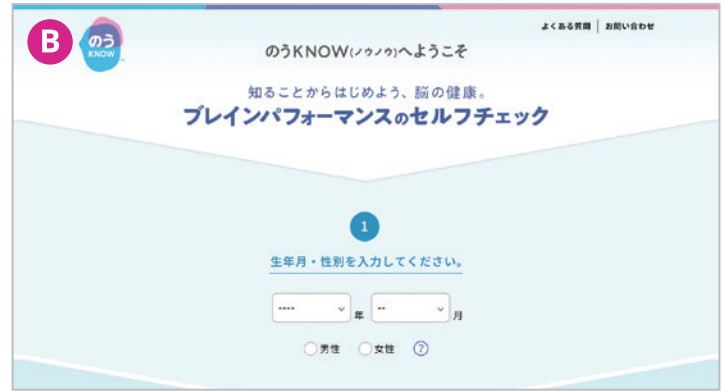 よくある質問 | お問い合わせ
B
のう
KNOW
のうKNOW(ノウノウ)へようこそ
知ることからはじめよう、脳の健康。
ブレインパフォーマンスのセルフチェック
1
生年月・性別を入力してください。
---- 年 -- 月
男性 女性 ?